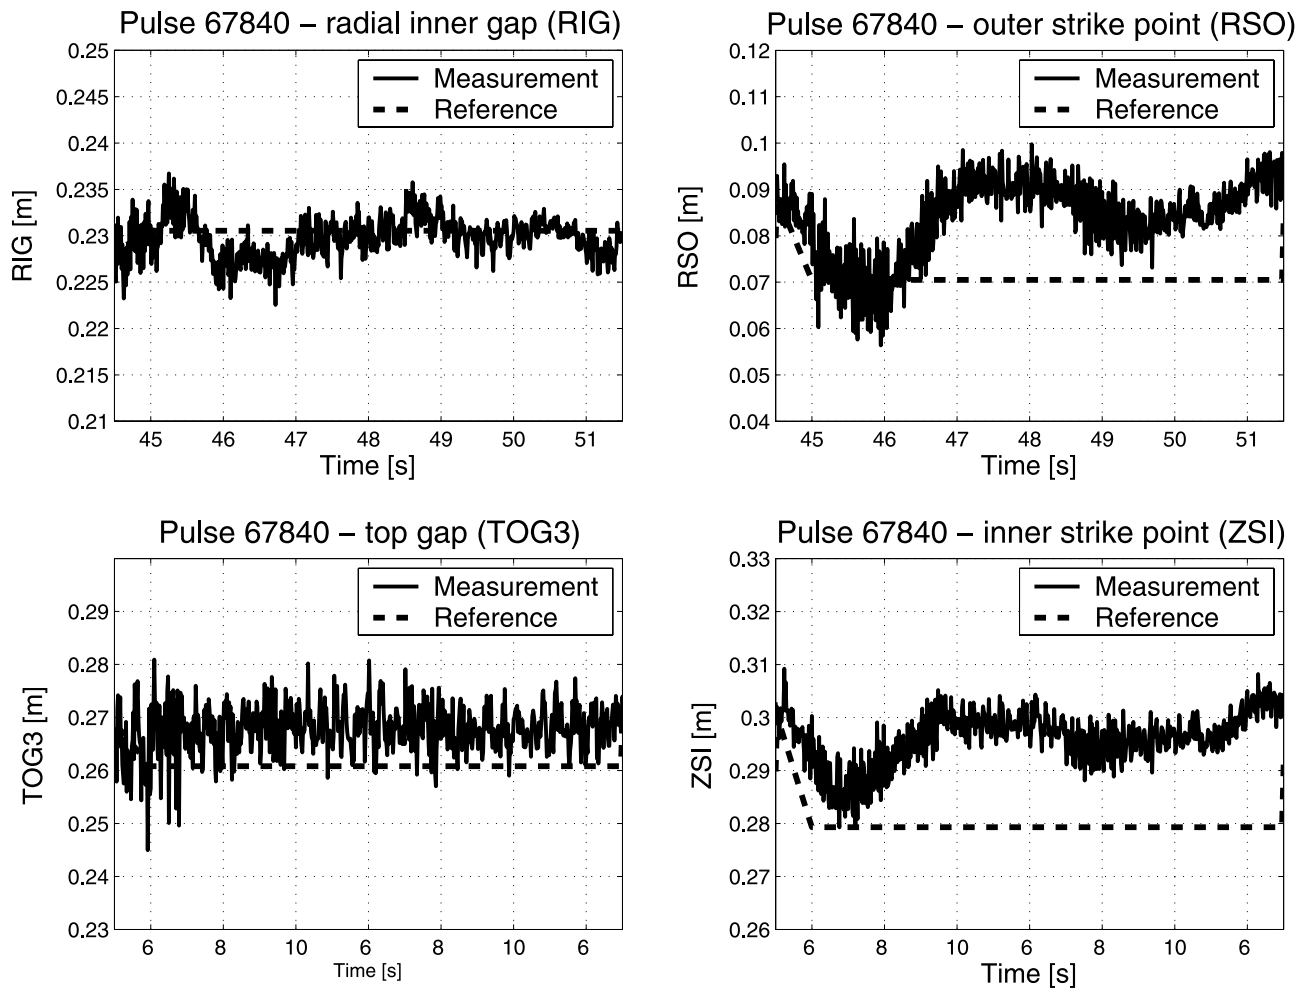 Pulse 67840 – radial inner gap (RIG)
0.25
0.245
0.24
0.235
0.23
0.225
0.22
0.215
0.21
RIG [m]
Measurement
Reference
45 46 47 48 49 50 51
Time [s]
Pulse 67840 – outer strike point (RSO)
0.12
0.11
0.1
0.09
0.08
0.07
0.06
0.05
0.04
RSO [m]
Measurement
Reference
45 46 47 48 49 50 51
Time [s]
Pulse 67840 – top gap (TOG3)
0.29
0.28
0.27
0.26
0.25
0.24
0.23
TOG3 [m]
Measurement
Reference
6 8 10 6 8 10 6
Time [s]
Pulse 67840 – inner strike point (ZSI)
0.33
0.32
0.31
0.3
0.29
0.28
0.27
0.26
ZSI [m]
Measurement
Reference
6 8 10 6 8 10 6
Time [s]